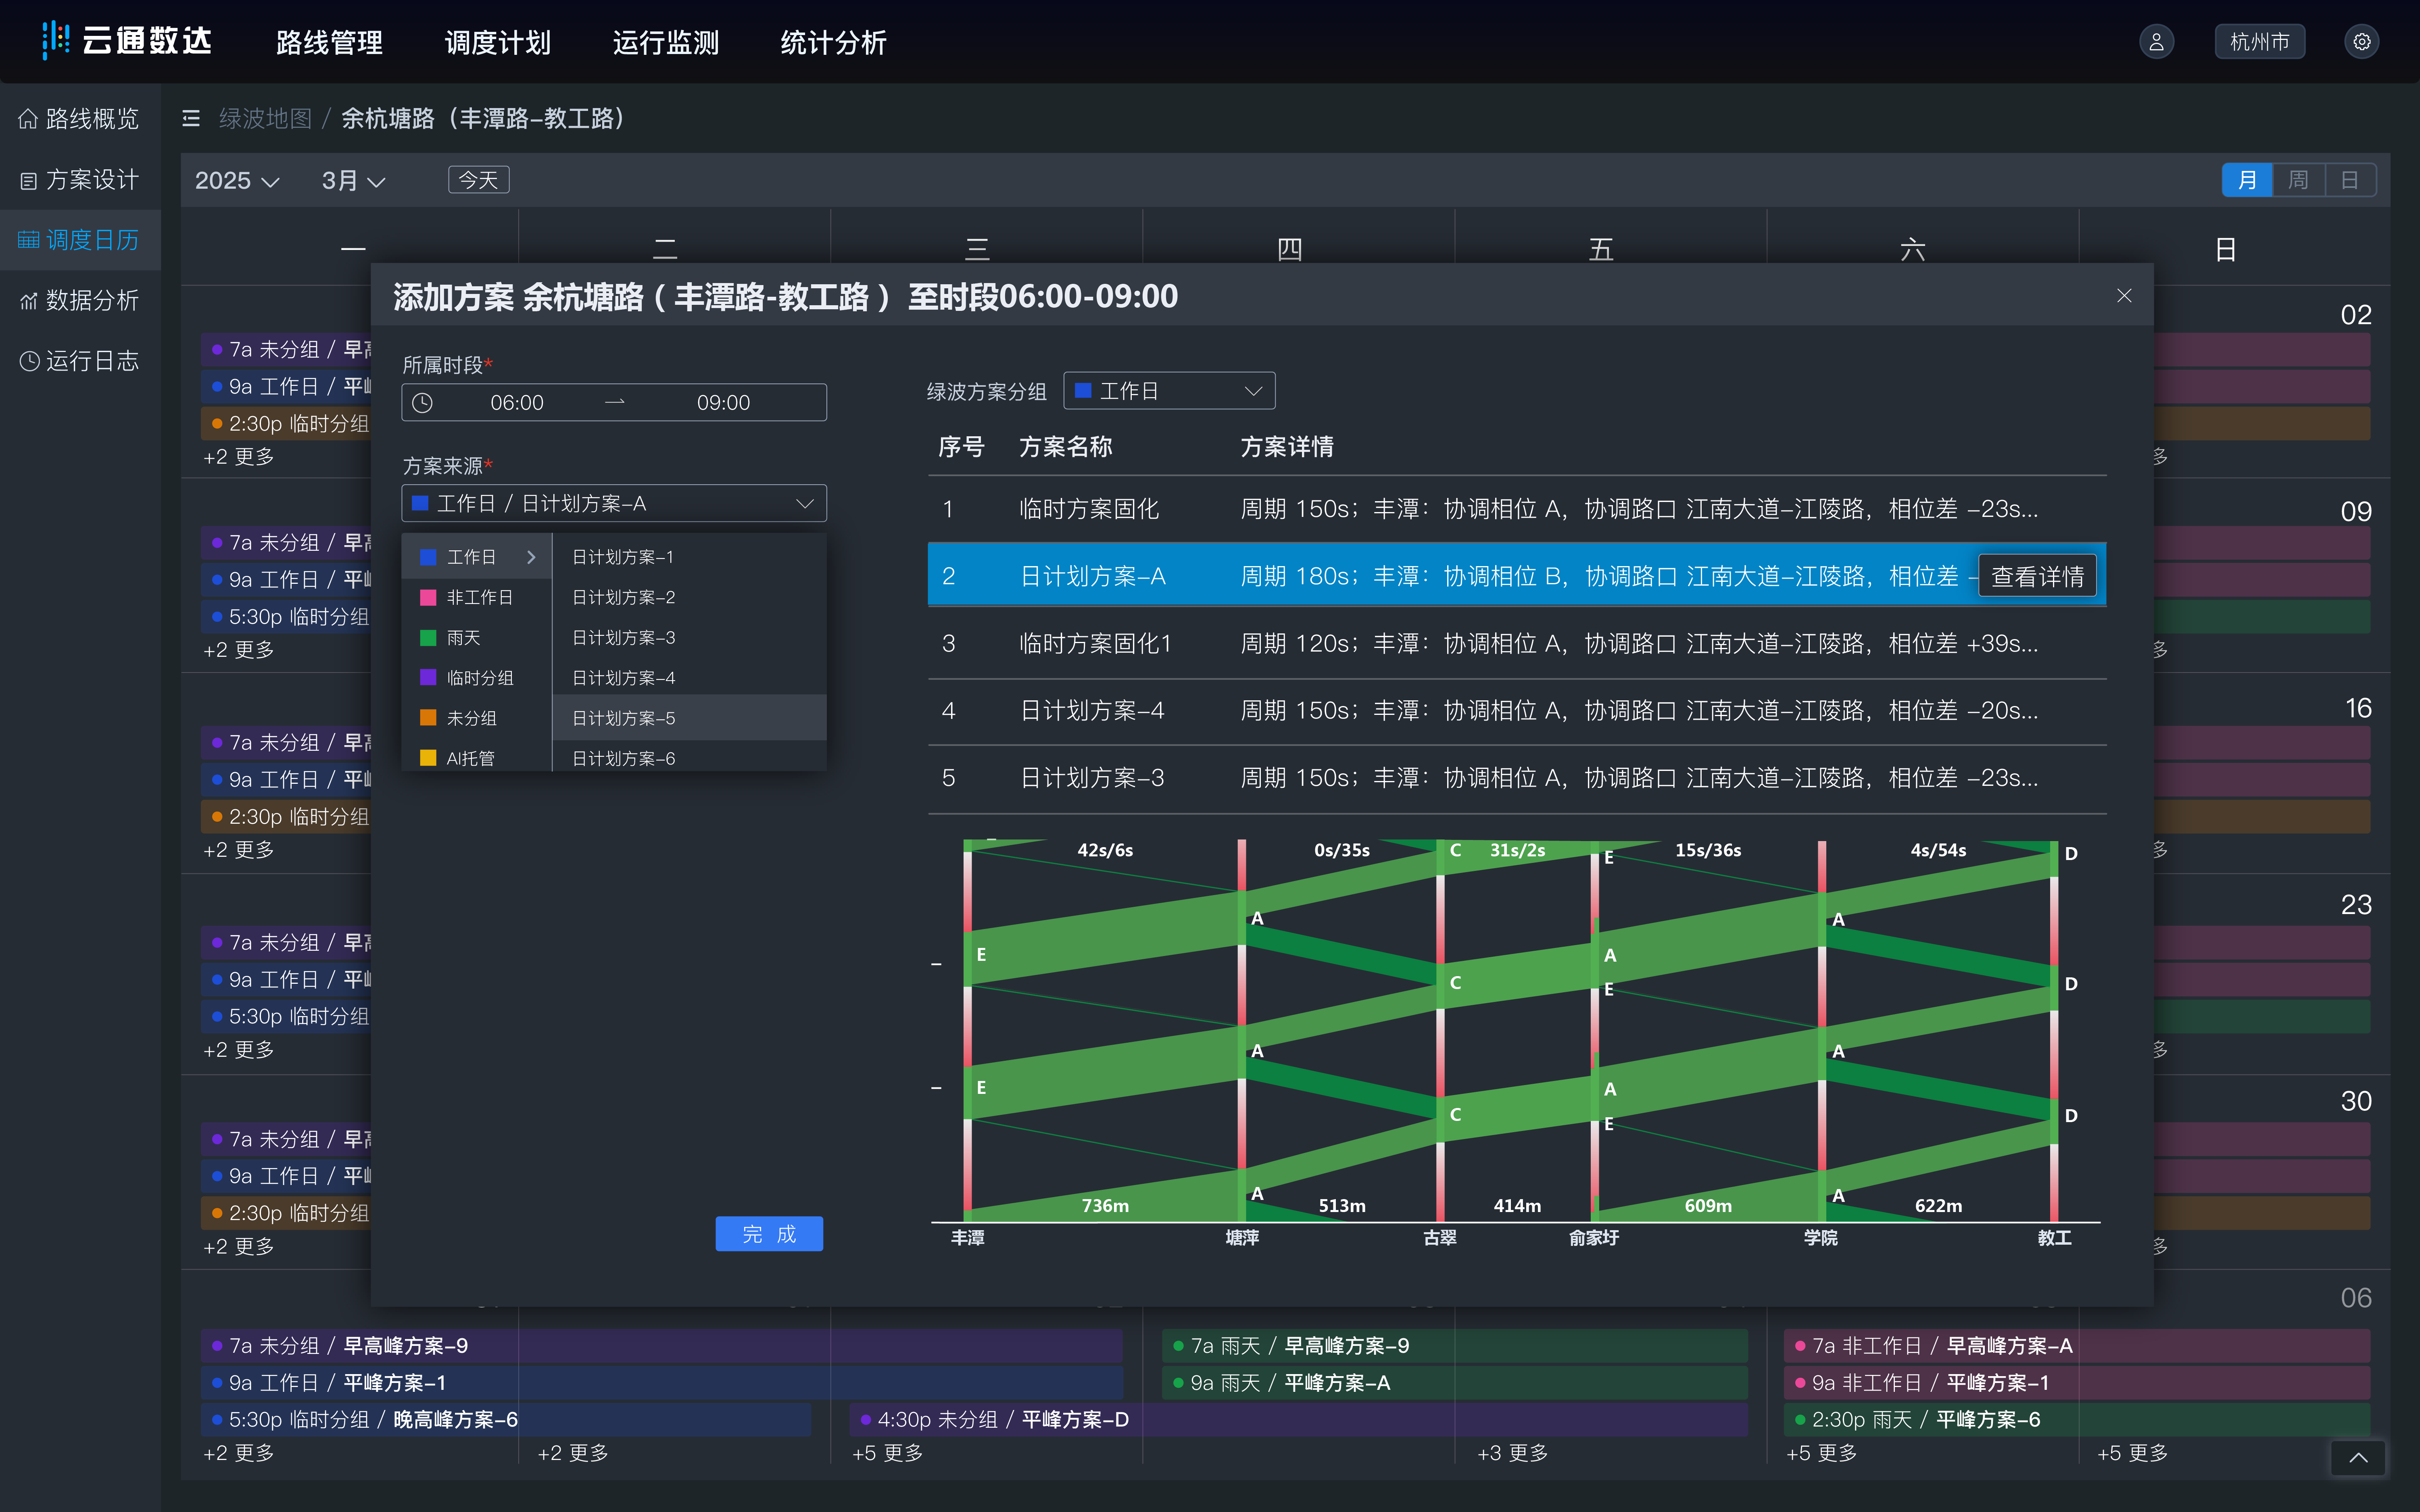 云通数达
路线管理 调度计划 运行监测 统计分析
杭州市
路线概览
方案设计
调度日历
数据分析
运行日志
绿波地图 / 余杭塘路（丰潭路–教工路）
2025 3月 今天
月 周 日
一 二 三 四 五 六 日
添加方案 余杭塘路（丰潭路-教工路）至时段06:00-09:00
所属时段*
06:00 → 09:00
方案来源*
工作日 / 日计划方案–A
工作日
非工作日
雨天
临时分组
未分组
AI托管
日计划方案–1
日计划方案–2
日计划方案–3
日计划方案–4
日计划方案–5
日计划方案–6
完 成
绿波方案分组 工作日
序号 方案名称 方案详情
1 临时方案固化 周期 150s；丰潭：协调相位 A，协调路口 江南大道–江陵路，相位差 –23s...
2 日计划方案–A 周期 180s；丰潭：协调相位 B，协调路口 江南大道–江陵路，相位差 –
查看详情
3 临时方案固化1 周期 120s；丰潭：协调相位 A，协调路口 江南大道–江陵路，相位差 +39s...
4 日计划方案–4 周期 150s；丰潭：协调相位 A，协调路口 江南大道–江陵路，相位差 –20s...
5 日计划方案–3 周期 150s；丰潭：协调相位 A，协调路口 江南大道–江陵路，相位差 –23s...
42s/6s 0s/35s C 31s/2s E 15s/36s 4s/54s D
A A
E A
C E D
A A
E A
C E D
A A
736m 513m 414m 609m 622m
丰潭 塘萍 古翠 俞家圩 学院 教工
02
7a 未分组 / 早
9a 工作日 / 平
2:30p 临时分组
+2 更多
多
09
7a 未分组 / 早
9a 工作日 / 平
5:30p 临时分组
+2 更多
多
16
7a 未分组 / 早
9a 工作日 / 平
2:30p 临时分组
+2 更多
多
23
7a 未分组 / 早
9a 工作日 / 平
5:30p 临时分组
+2 更多
多
30
7a 未分组 / 早
9a 工作日 / 平
2:30p 临时分组
+2 更多
多
06
7a 未分组 / 早高峰方案–9
9a 工作日 / 平峰方案–1
5:30p 临时分组 / 晚高峰方案–6
4:30p 未分组 / 平峰方案–D
7a 雨天 / 早高峰方案–9
9a 雨天 / 平峰方案–A
7a 非工作日 / 早高峰方案–A
9a 非工作日 / 平峰方案–1
2:30p 雨天 / 平峰方案–6
+2 更多 +2 更多 +5 更多 +3 更多 +5 更多 +5 更多